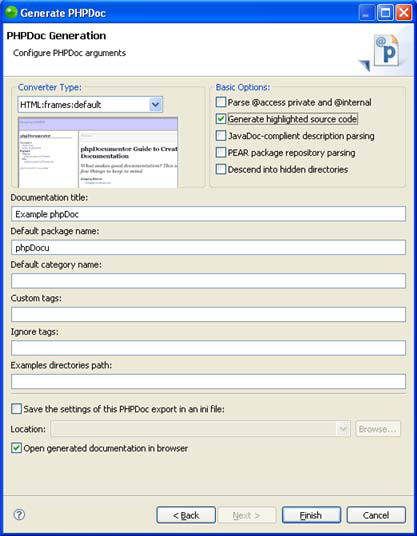 Generate PHPDoc
PHPDoc Generation
Configure PHPDoc arguments
@
p
Converter Type:
HTML:frames:default
phpDocumentor Guide to Creat
Documentation
What makes good documentation? This is
few things to keep in mind
Basic Options:
Parse @access private and @internal
Generate highlighted source code
JavaDoc-complient description parsing
PEAR package repository parsing
Descend into hidden directories
Documentation title:
Example phpDoc
Default package name:
phpDocu
Default category name:
Custom tags:
Ignore tags:
Examples directories path:
Save the settings of this PHPDoc export in an ini file:
Location:
Browse...
Open generated documentation in browser
?
< Back
Next >
Finish
Cancel